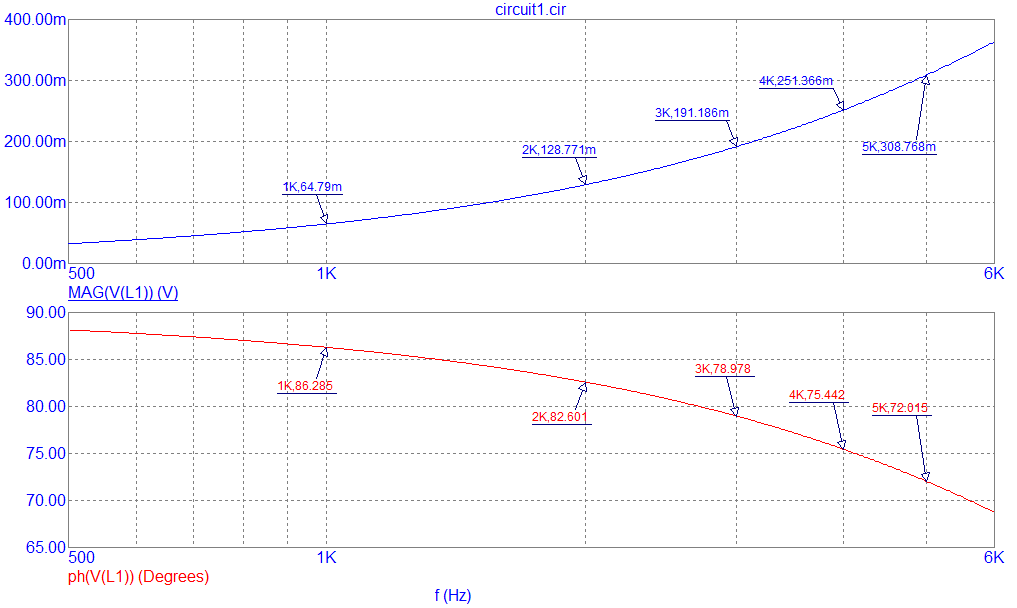 circuit1.cir
400.00m
300.00m
200.00m
100.00m
0.00m
1K,64.79m
2K,128.771m
3K,191.186m
4K,251.366m
5K,308.768m
500 1K 6K
MAG(V(L1)) (V)
90.00
85.00
80.00
75.00
70.00
65.00
1K,86.285
2K,82.601
3K,78.978
4K,75.442
5K,72.015
500 1K 6K
ph(V(L1)) (Degrees)
f (Hz)